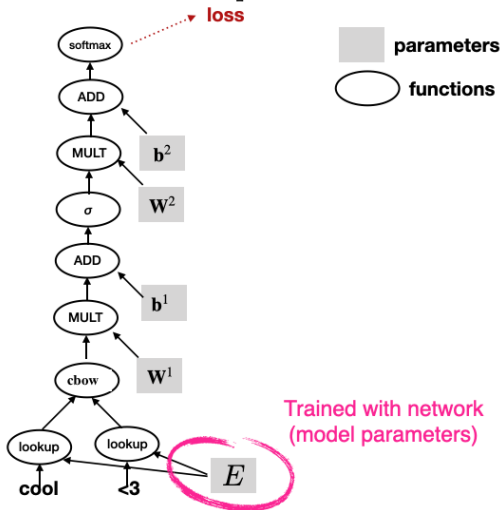 loss
softmax
parameters
ADD
functions
MULT
b²
W²
σ
ADD
b¹
MULT
W¹
cbow
Trained with network
(model parameters)
lookup
lookup
E
cool
<3